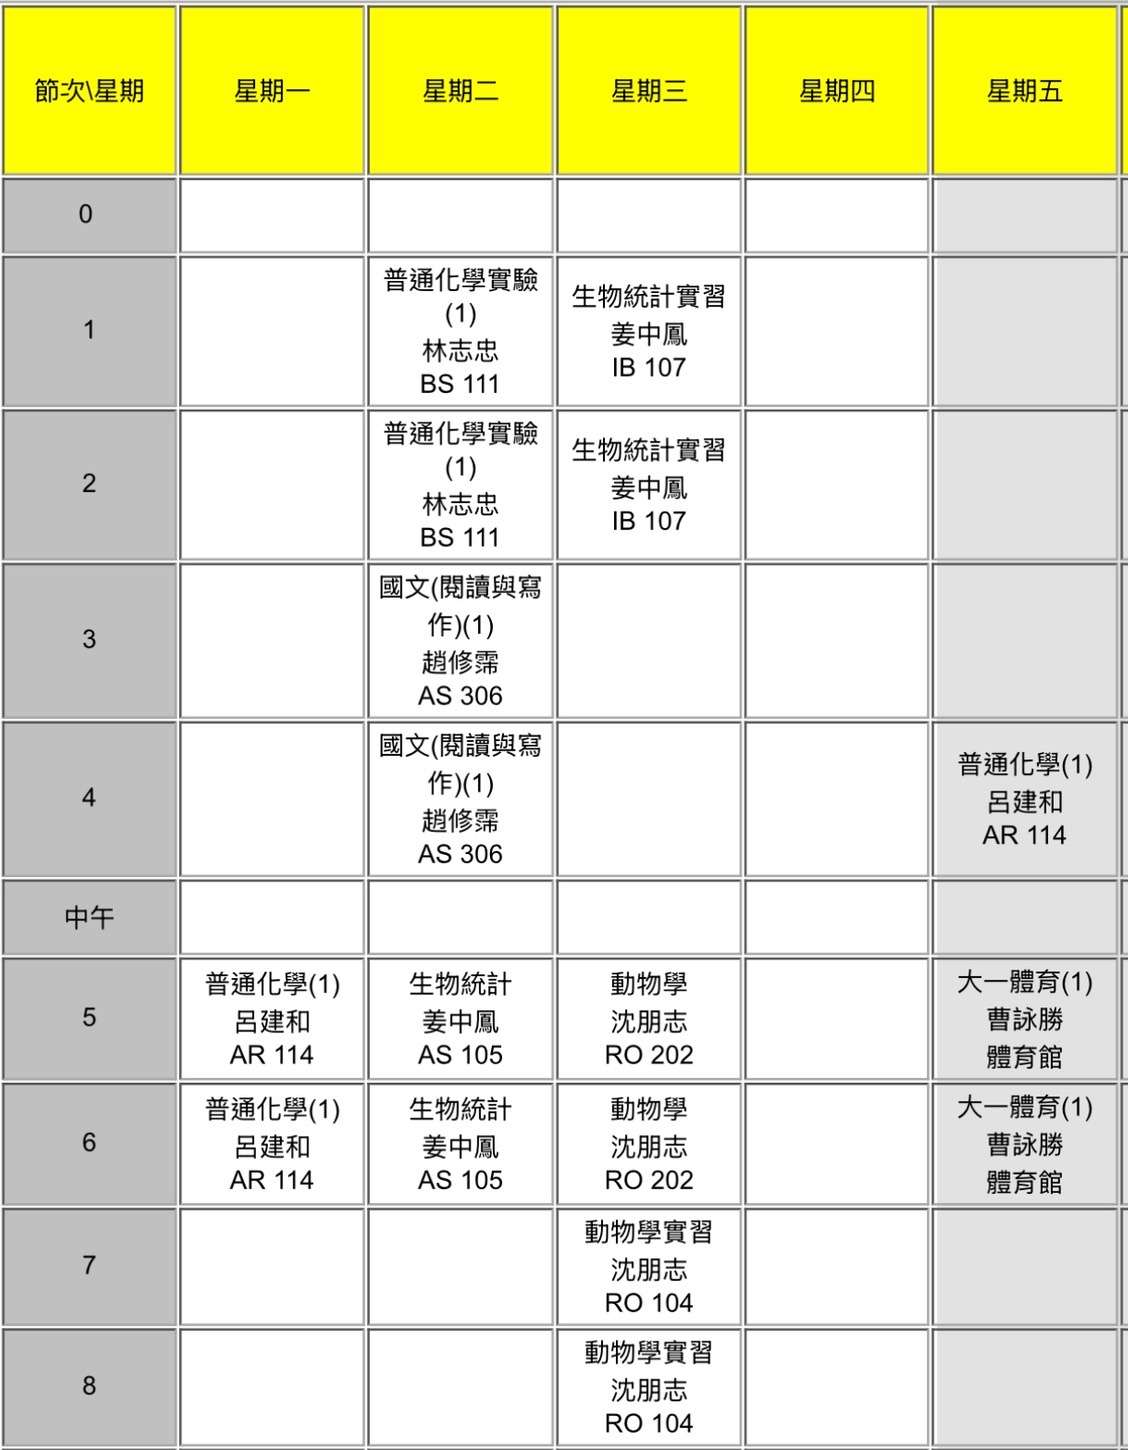 節次\星期 星期一 星期二 星期三 星期四 星期五
0
1
普通化學實驗
(1)
林志忠
BS 111
生物統計實習
姜中鳳
IB 107
2
普通化學實驗
(1)
林志忠
BS 111
生物統計實習
姜中鳳
IB 107
3
國文(閱讀與寫
作)(1)
趙修霈
AS 306
4
國文(閱讀與寫
作)(1)
趙修霈
AS 306
普通化學(1)
呂建和
AR 114
中午
5
普通化學(1)
呂建和
AR 114
生物統計
姜中鳳
AS 105
動物學
沈朋志
RO 202
大一體育(1)
曹詠勝
體育館
6
普通化學(1)
呂建和
AR 114
生物統計
姜中鳳
AS 105
動物學
沈朋志
RO 202
大一體育(1)
曹詠勝
體育館
7
動物學實習
沈朋志
RO 104
8
動物學實習
沈朋志
RO 104